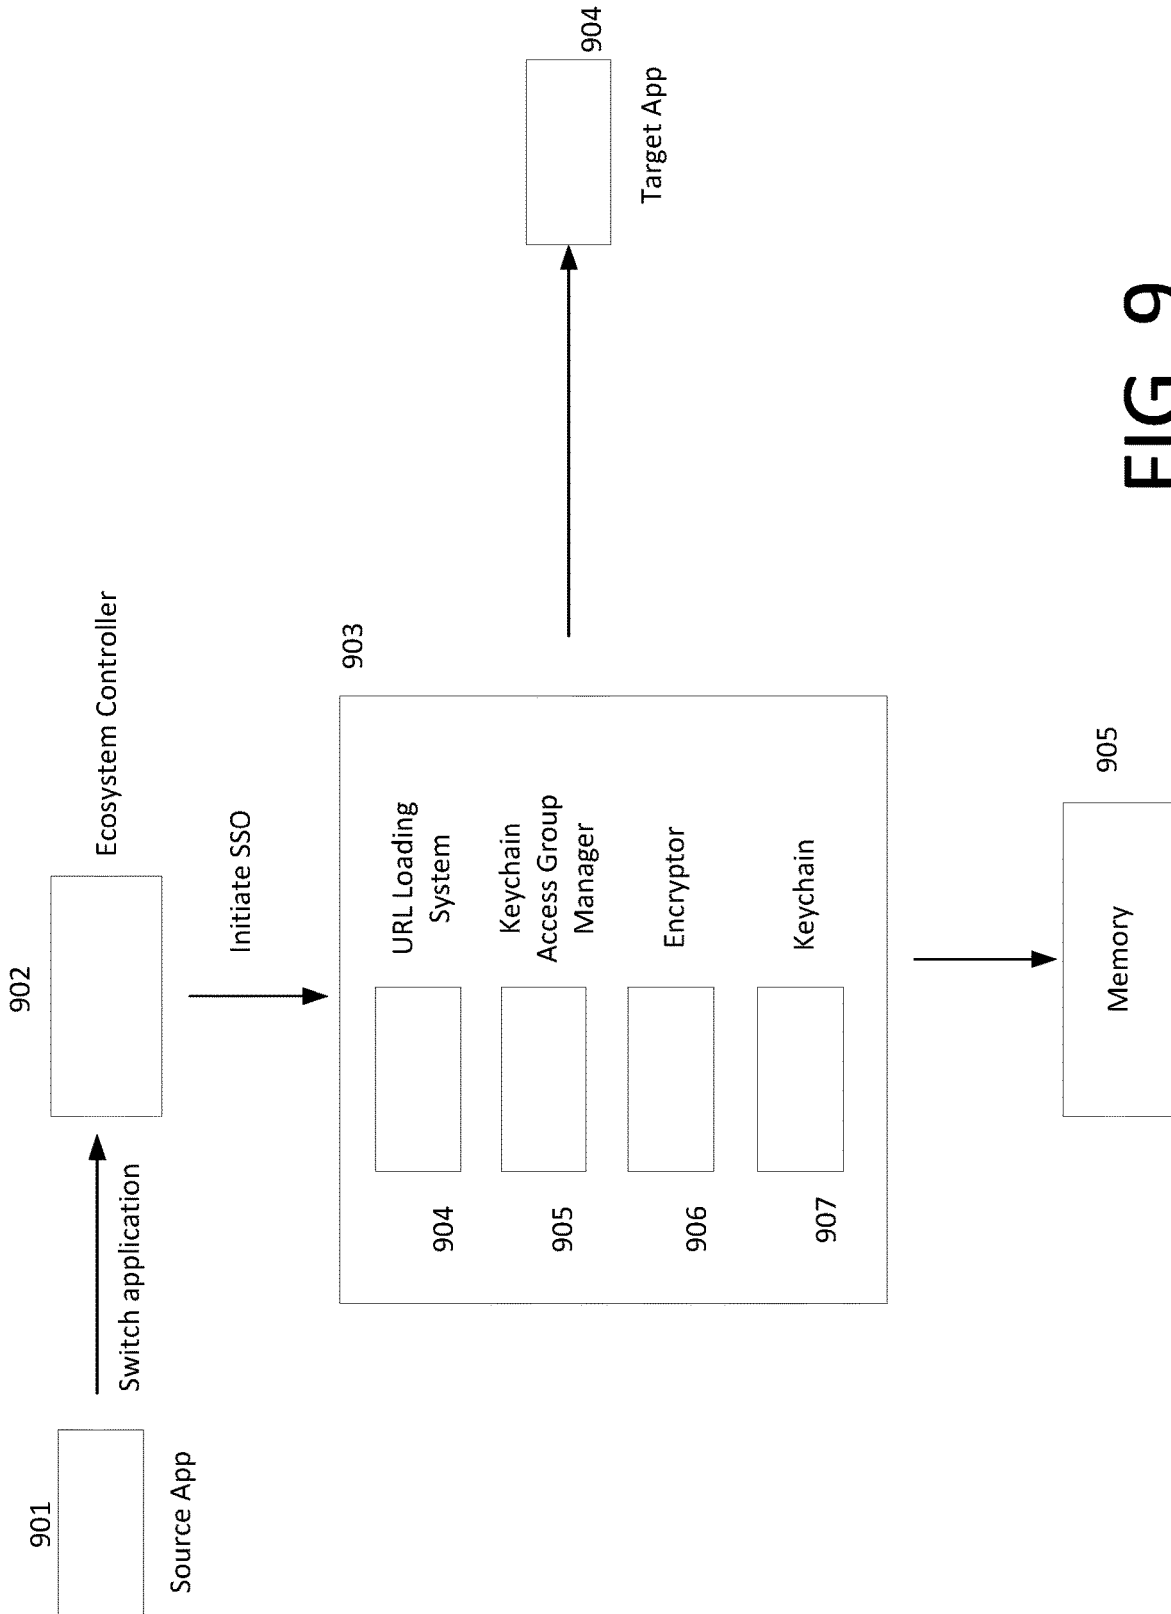 901
Source App
Switch application
902
Ecosystem Controller
Initiate SSO
903
904
URL Loading
System
905
Keychain
Access Group
Manager
906
Encryptor
907
Keychain
904
Target App
905
Memory
FIG 9